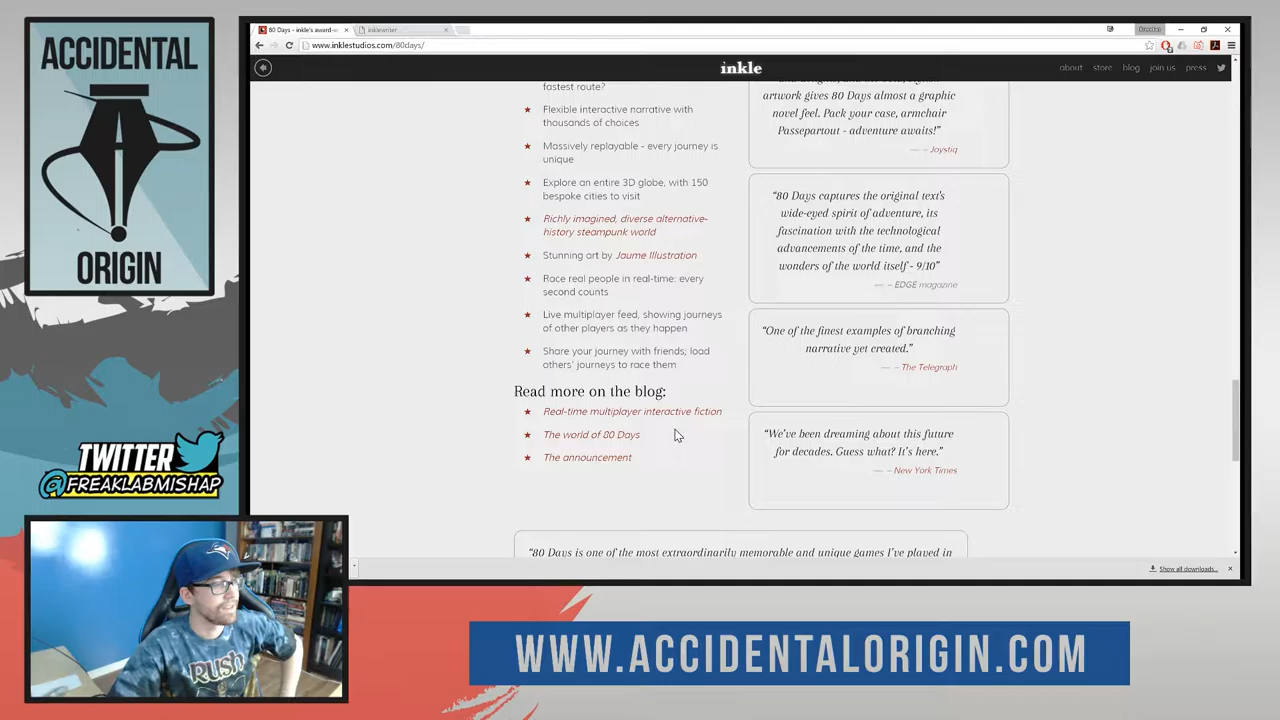 ACCIDENTAL
ORIGIN
TWITTER
@FREAKLABMISHAP
80 Days - inkle's award-w
inklewriter
www.inklestudios.com/80days/
inkle
about store blog join us press
fastest route?
Flexible interactive narrative with
thousands of choices
Massively replayable - every journey is
unique
Explore an entire 3D globe, with 150
bespoke cities to visit
Richly imagined, diverse alternative-
history steampunk world
Stunning art by Jaume Illustration
Race real people in real-time: every
second counts
Live multiplayer feed, showing journeys
of other players as they happen
Share your journey with friends; load
others' journeys to race them
Read more on the blog:
Real-time multiplayer interactive fiction
The world of 80 Days
The announcement
artwork gives 80 Days almost a graphic
novel feel. Pack your case, armchair
Passepartout - adventure awaits!”
— – Joystiq
“80 Days captures the original text's
wide-eyed spirit of adventure, its
fascination with the technological
advancements of the time, and the
wonders of the world itself - 9/10”
— – EDGE magazine
“One of the finest examples of branching
narrative yet created.”
— – The Telegraph
“We've been dreaming about this future
for decades. Guess what? It's here.”
— – New York Times
“80 Days is one of the most extraordinarily memorable and unique games I've played in
Show all downloads...
RUSH
WWW.ACCIDENTALORIGIN.COM